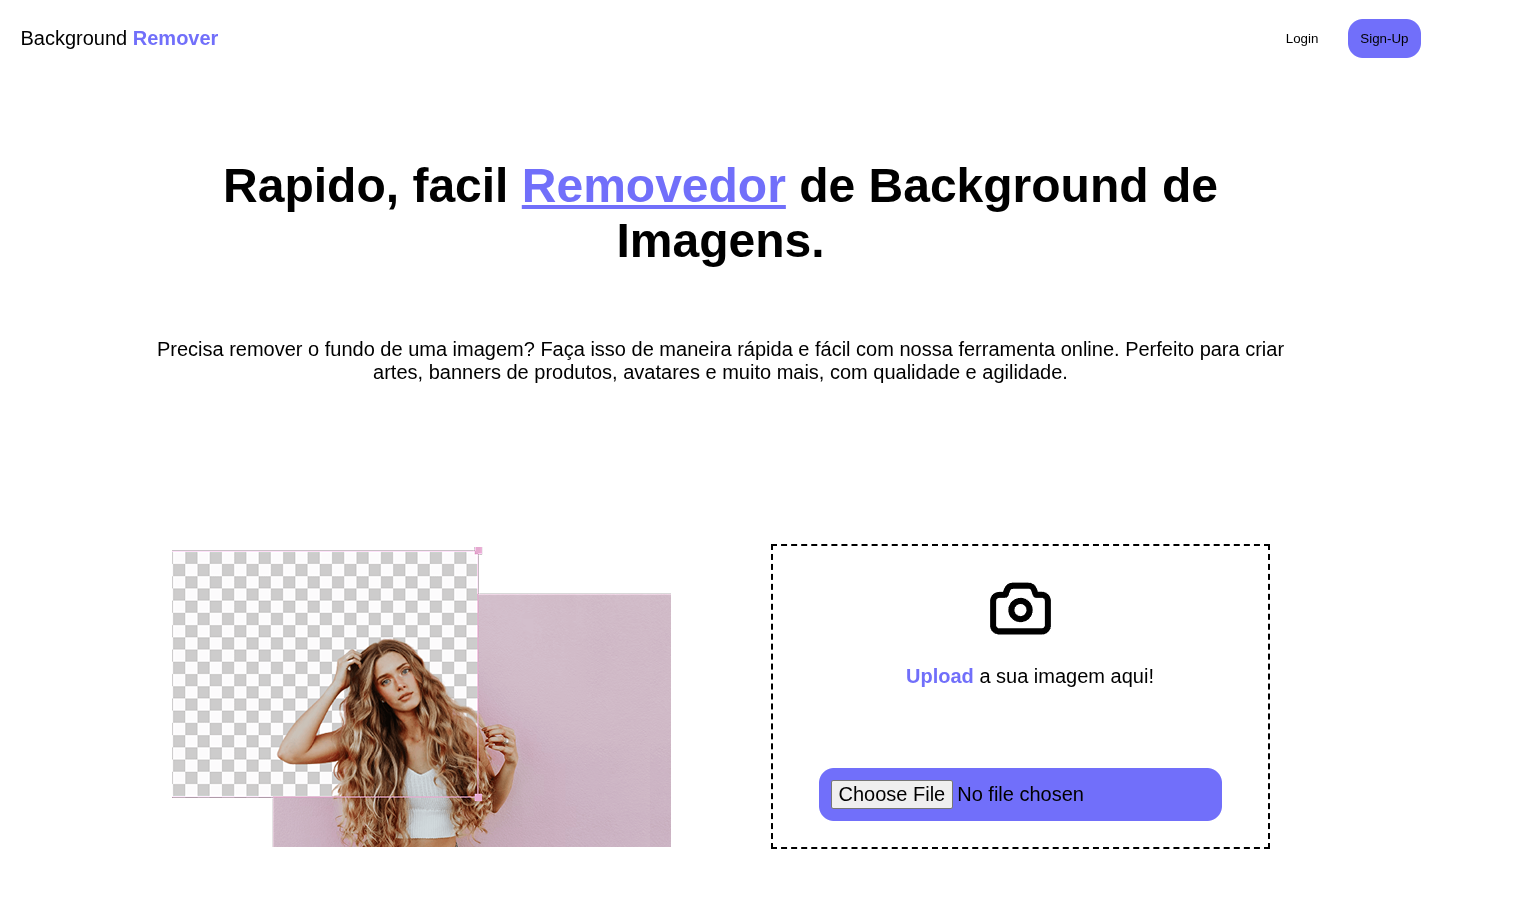 Background Remover
Login
Sign-Up
Rapido, facil Removedor de Background de
Imagens.
Precisa remover o fundo de uma imagem? Faça isso de maneira rápida e fácil com nossa ferramenta online. Perfeito para criar
artes, banners de produtos, avatares e muito mais, com qualidade e agilidade.
Upload a sua imagem aqui!
Choose File No file chosen